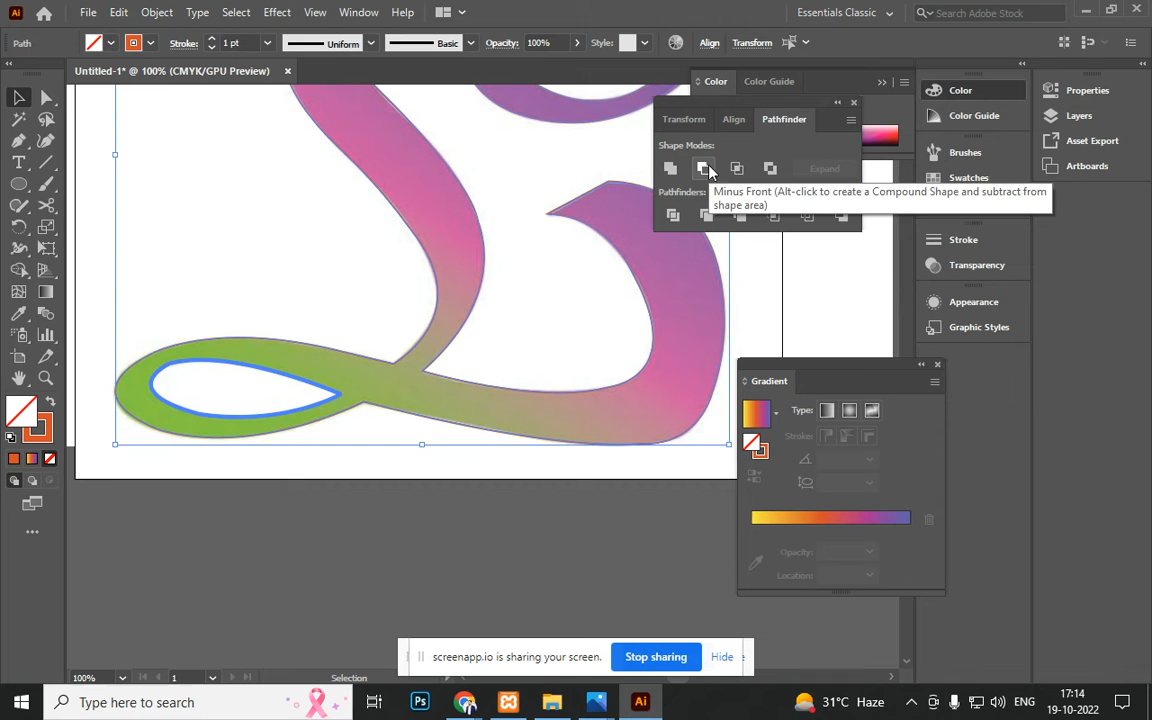 Ai File Edit Object Type Select Effect View Window Help Essentials Classic Search Adobe Stock
Path Stroke: 1 pt Uniform Basic Opacity: 100% Style: Align Transform
Untitled-1* @ 100% (CMYK/GPU Preview) ×
Color Color Guide
Transform Align Pathfinder
Shape Modes:
Expand
Pathfinders:
Minus Front (Alt-click to create a Compound Shape and subtract from
shape area)
Color
Color Guide
Brushes
Swatches
Stroke
Transparency
Appearance
Graphic Styles
Properties
Layers
Asset Export
Artboards
Gradient
Type:
Stroke:
Opacity:
Location:
screenapp.io is sharing your screen. Stop sharing Hide
100% 1 Selection
Type here to search Ps Ai 31°C Haze ENG 17:14
19-10-2022